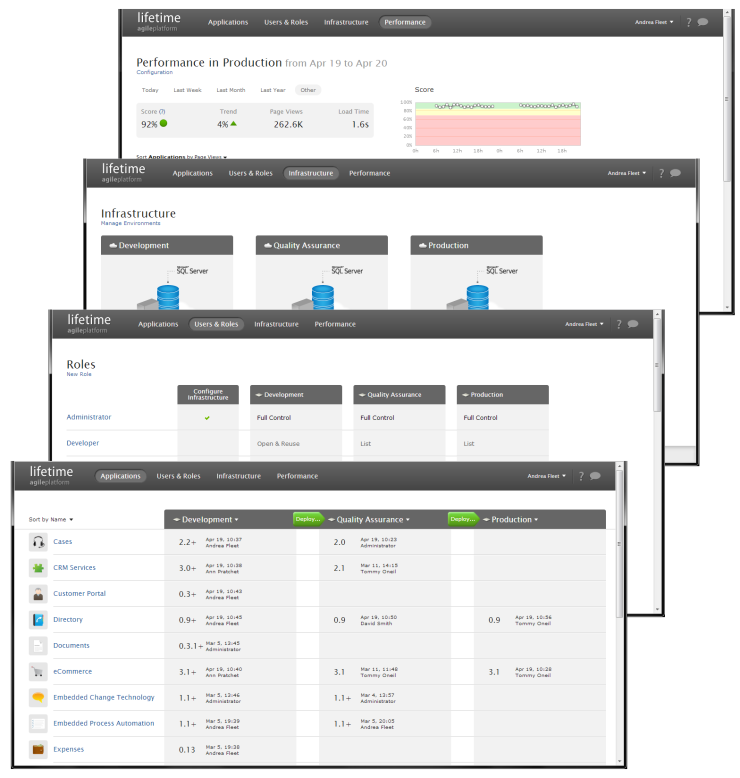 lifetime
agileplatform
Applications Users & Roles Infrastructure Performance Andrea Fleet ?
Performance in Production from Apr 19 to Apr 20
Configuration
Today Last Week Last Month Last Year Other
Score (?) Trend Page Views Load Time
92% 4% 262.6K 1.6s
Score
100%
80%
60%
40%
20%
0%
0h 6h 12h 18h 0h 6h 12h 18h
Sort Applications by Page Views
lifetime
agileplatform
Applications Users & Roles Infrastructure Performance Andrea Fleet ?
Infrastructure
Manage Environments
Development Quality Assurance Production
SQL Server SQL Server SQL Server
lifetime
agileplatform
Applications Users & Roles Infrastructure Performance Andrea Fleet ?
Roles
New Role
Configure Infrastructure Development Quality Assurance Production
Administrator Full Control Full Control Full Control
Developer Open & Reuse List List
lifetime
agileplatform
Applications Users & Roles Infrastructure Performance Andrea Fleet ?
Sort by Name Development Deploy... Quality Assurance Deploy... Production
Cases 2.2+ Apr 19, 10:37 Andrea Fleet 2.0 Apr 19, 10:23 Administrator
CRM Services 3.0+ Apr 19, 10:38 Ann Pratchet 2.1 Mar 11, 14:15 Tommy Oneil
Customer Portal 0.3+ Apr 19, 10:43 Andrea Fleet
Directory 0.9+ Apr 19, 10:45 Andrea Fleet 0.9 Apr 19, 10:50 David Smith 0.9 Apr 19, 10:56 Tommy Oneil
Documents 0.3.1+ Mar 5, 13:45 Administrator
eCommerce 3.1+ Apr 19, 10:40 Ann Pratchet 3.1 Mar 11, 11:48 Tommy Oneil 3.1 Apr 19, 10:28 Tommy Oneil
Embedded Change Technology 1.1+ Mar 5, 13:46 Administrator 1.1+ Mar 4, 13:57 Administrator
Embedded Process Automation 1.1+ Mar 5, 19:39 Andrea Fleet 1.1+ Mar 5, 20:05 Andrea Fleet
Expenses 0.13 Mar 5, 19:38 Andrea Fleet